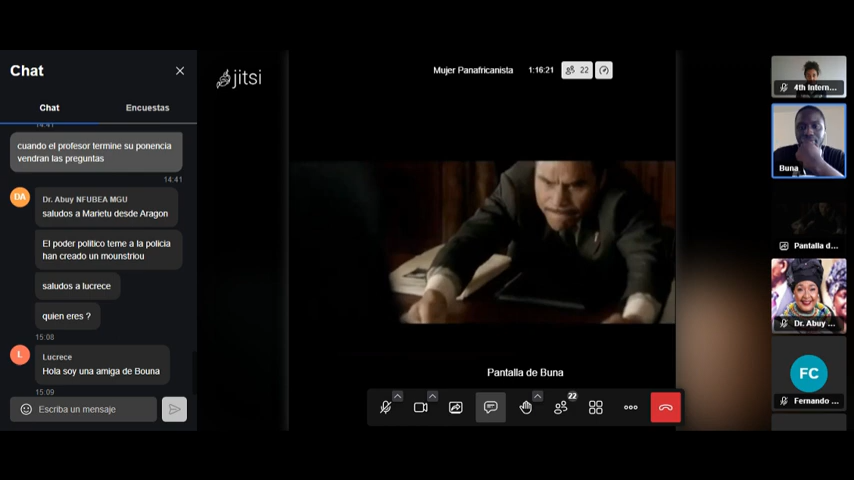 Chat
Chat
Encuestas
14:41
cuando el profesor termine su ponencia
vendran las preguntas
14:41
DA
Dr. Abuy NFUBEA MGU
saludos a Marietu desde Aragon
El poder politico teme a la policia
han creado un mounstriou
saludos a lucrece
quien eres ?
15:08
L
Lucrece
Hola soy una amiga de Bouna
15:09
Escriba un mensaje
jitsi
Mujer Panafricanista
1:16:21
22
Pantalla de Buna
22
4th Intern...
Buna
Pantalla d...
Dr. Abuy ...
FC
Fernando ...